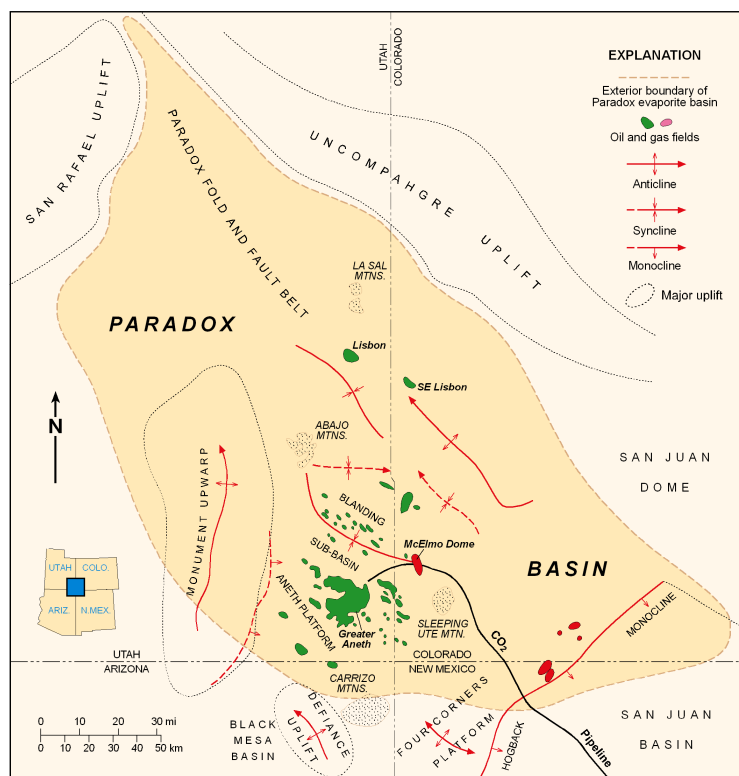 UTAH
COLORADO
EXPLANATION
Exterior boundary of
Paradox evaporite basin
Oil and gas fields
Anticline
Syncline
Monocline
Major uplift
SAN RAFAEL UPLIFT
PARADOX FOLD AND FAULT BELT
UNCOMPAHGRE UPLIFT
LA SAL
MTNS.
PARADOX
Lisbon
SE Lisbon
N
ABAJO
MTNS.
SAN JUAN
DOME
MONUMENT UPWARP
BLANDING
SUB-BASIN
McElmo Dome
BASIN
UTAH
COLO.
ARIZ.
N.MEX.
ANETH PLATFORM
Greater
Aneth
SLEEPING
UTE MTN.
CO2
MONOCLINE
UTAH
ARIZONA
COLORADO
NEW MEXICO
CARRIZO
MTNS.
DEFIANCE
UPLIFT
BLACK
MESA
BASIN
FOUR CORNERS
PLATFORM
HOGBACK
Pipeline
SAN JUAN
BASIN
0 10 20 30 mi
0 10 20 30 40 50 km